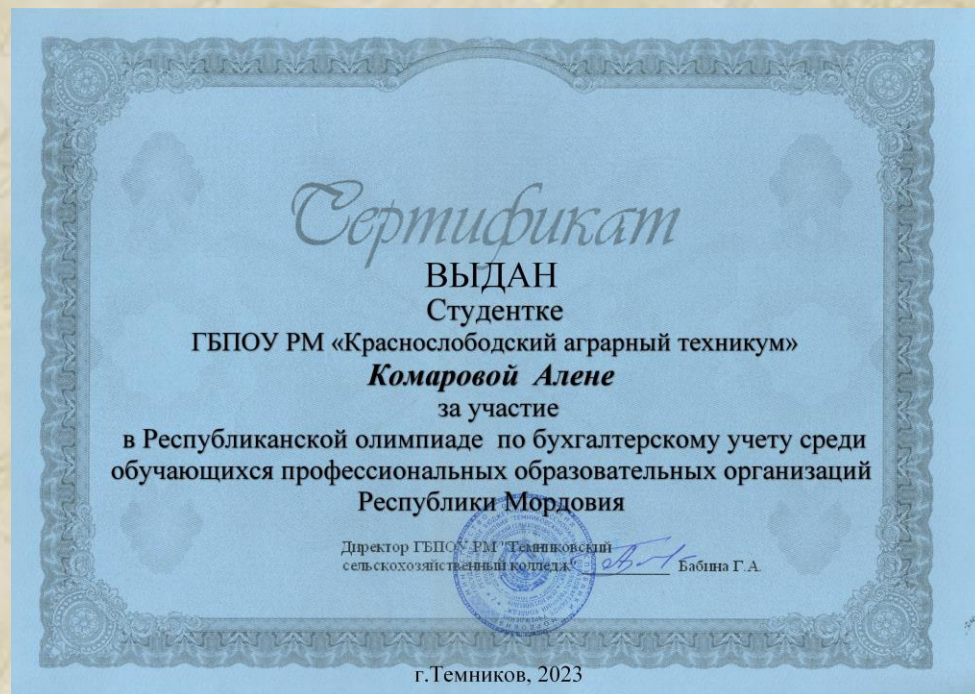 Сертификат
ВЫДАН
Студентке
ГБПОУ РМ «Краснослободский аграрный техникум»
Комаровой Алене
за участие
в Республиканской олимпиаде по бухгалтерскому учету среди
обучающихся профессиональных образовательных организаций
Республики Мордовия
Директор ГБПОУ РМ "Темниковский
сельскохозяйственный колледж" Бабина Г.А.
г.Темников, 2023